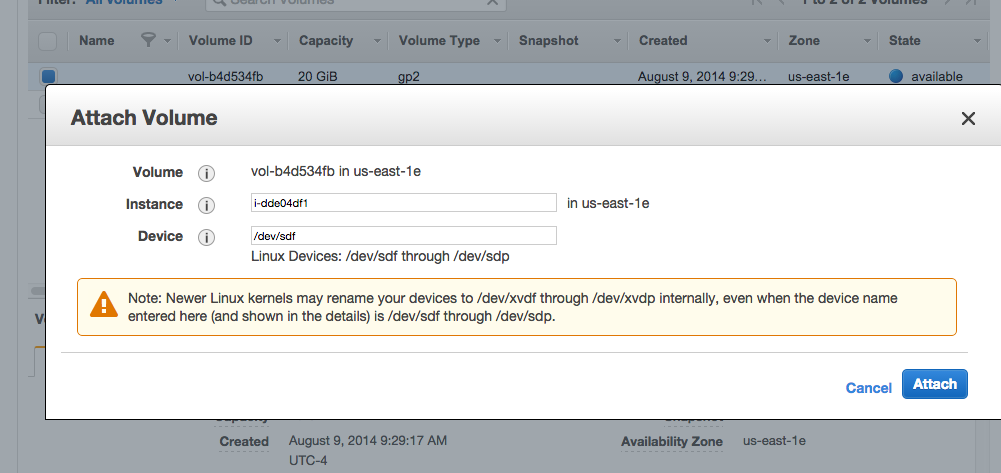 Filter: All volumes Search Volumes 1 to 2 of 2 Volumes
Name Volume ID Capacity Volume Type Snapshot Created Zone State
vol-b4d534fb 20 GiB gp2 August 9, 2014 9:29... us-east-1e available
Attach Volume
Volume i vol-b4d534fb in us-east-1e
Instance i i-dde04df1 in us-east-1e
Device i /dev/sdf
Linux Devices: /dev/sdf through /dev/sdp
Note: Newer Linux kernels may rename your devices to /dev/xvdf through /dev/xvdp internally, even when the device name
entered here (and shown in the details) is /dev/sdf through /dev/sdp.
Cancel Attach
Created August 9, 2014 9:29:17 AM Availability Zone us-east-1e
UTC-4